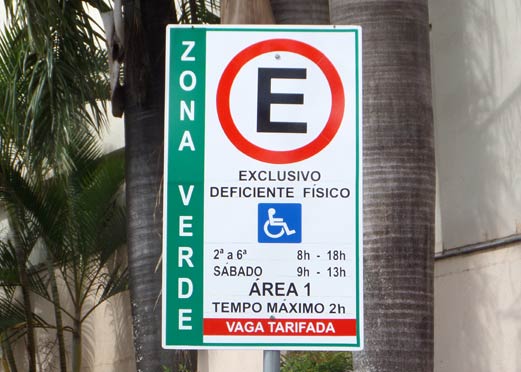 ZONA VERDE
E
EXCLUSIVO
DEFICIENTE FÍSICO
2ª a 6ª 8h - 18h
SÁBADO 9h - 13h
ÁREA 1
TEMPO MÁXIMO 2h
VAGA TARIFADA